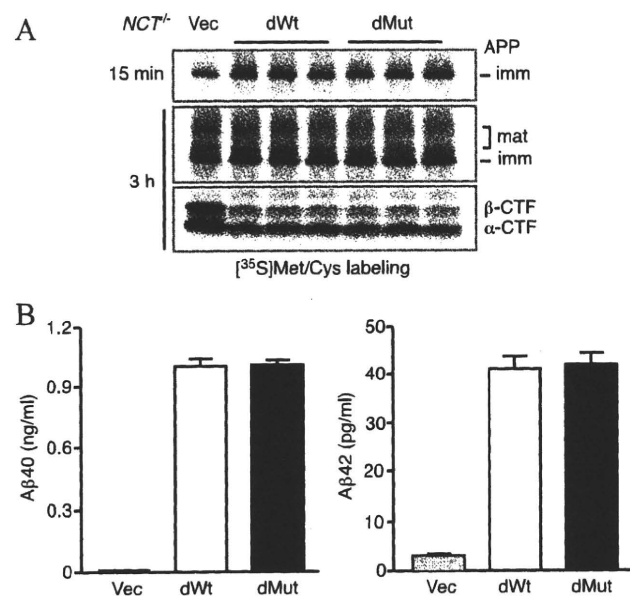 A
NCT-/- Vec dWt dMut
APP
15 min imm
mat
imm
3 h
β-CTF
α-CTF
[35S]Met/Cys labeling
B
1.2
0.9
0.6
0.3
0
Aβ40 (ng/ml)
Vec dWt dMut
50
40
30
20
10
0
Aβ42 (pg/ml)
Vec dWt dMut